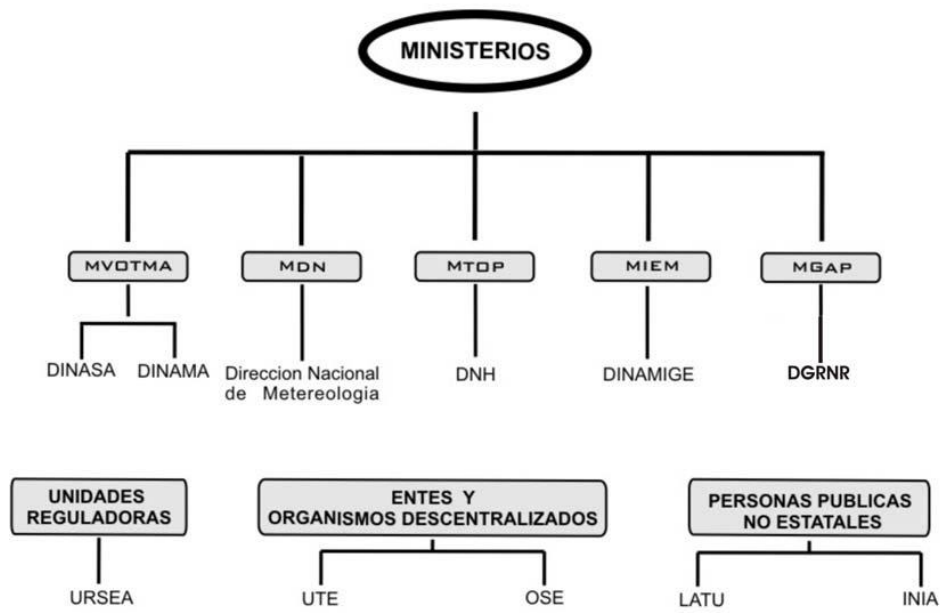 MINISTERIOS
MVOTMA
MDN
MTOP
MIEM
MGAP
DINASA
DINAMA
Direccion Nacional
de Metereologia
DNH
DINAMIGE
DGRNR
UNIDADES
REGULADORAS
ENTES Y
ORGANISMOS DESCENTRALIZADOS
PERSONAS PUBLICAS
NO ESTATALES
URSEA
UTE
OSE
LATU
INIA